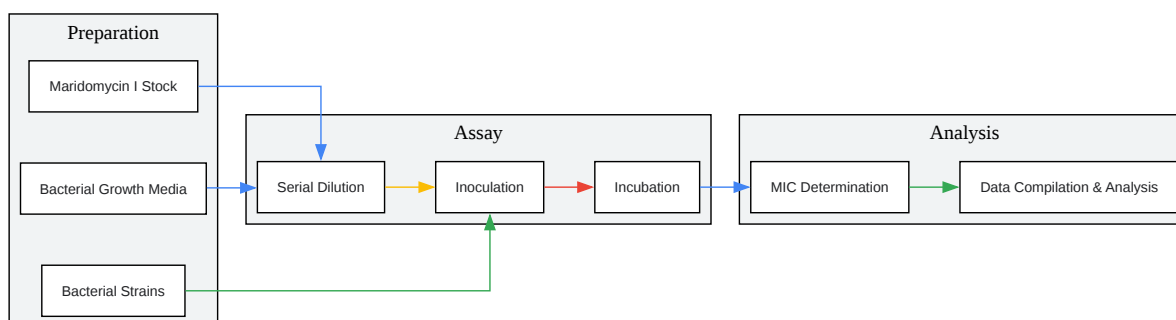 Preparation
Maridomycin I Stock
Bacterial Growth Media
Bacterial Strains
Assay
Serial Dilution
Inoculation
Incubation
Analysis
MIC Determination
Data Compilation & Analysis